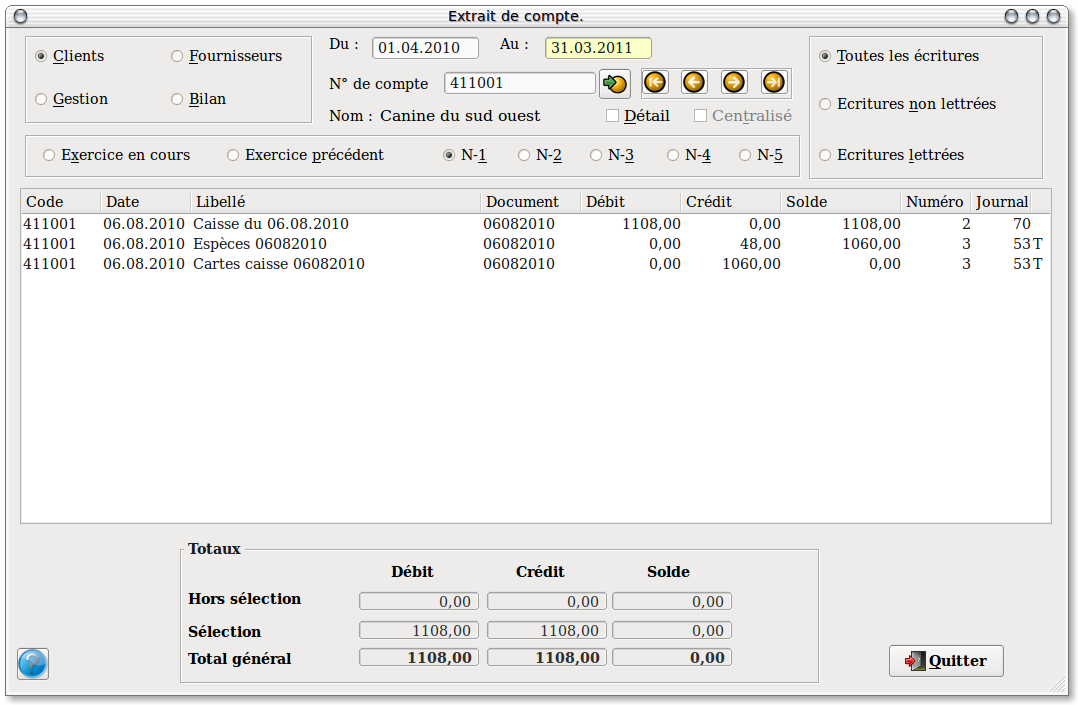 Extrait de compte.
Clients Fournisseurs
Gestion Bilan
Du : 01.04.2010 Au : 31.03.2011
N° de compte 411001
Nom : Canine du sud ouest Détail Centralisé
Toutes les écritures
Ecritures non lettrées
Ecritures lettrées
Exercice en cours Exercice précédent N-1 N-2 N-3 N-4 N-5
Code Date Libellé Document Débit Crédit Solde Numéro Journal
411001 06.08.2010 Caisse du 06.08.2010 06082010 1108,00 0,00 1108,00 2 70
411001 06.08.2010 Espèces 06082010 06082010 0,00 48,00 1060,00 3 53 T
411001 06.08.2010 Cartes caisse 06082010 06082010 0,00 1060,00 0,00 3 53 T
Totaux
Débit Crédit Solde
Hors sélection 0,00 0,00 0,00
Sélection 1108,00 1108,00 0,00
Total général 1108,00 1108,00 0,00
Quitter